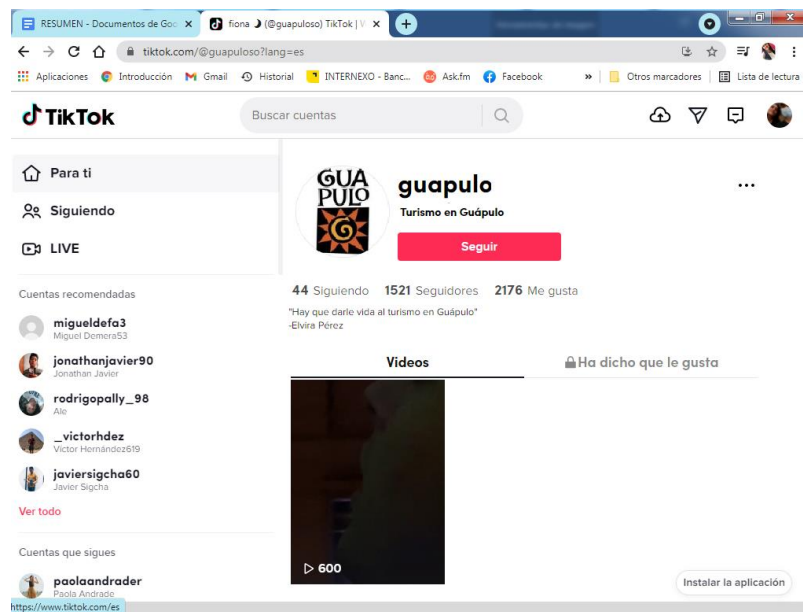 RESUMEN - Documentos de Goo
fiona (@guapuloso) TikTok | V
tiktok.com/@guapuloso?lang=es
Aplicaciones
Introducción
Gmail
Historial
INTERNEXO - Banc...
Ask.fm
Facebook
»
Otros marcadores
Lista de lectura
TikTok
Buscar cuentas
Para ti
Siguiendo
LIVE
Cuentas recomendadas
migueldefa3
Miguel Demera53
jonathanjavier90
Jonathan Javier
rodrigopally_98
Ale
_victorhdez
Víctor Hernández619
javiersigcha60
Javier Sigcha
Ver todo
Cuentas que sigues
paolaandrader
Paola Andrade
https://www.tiktok.com/es
GUA
PULO
G
guapulo
Turismo en Guápulo
Seguir
44 Siguiendo 1521 Seguidores 2176 Me gusta
"Hay que darle vida al turismo en Guápulo"
-Elvira Pérez
Videos
Ha dicho que le gusta
600
Instalar la aplicación